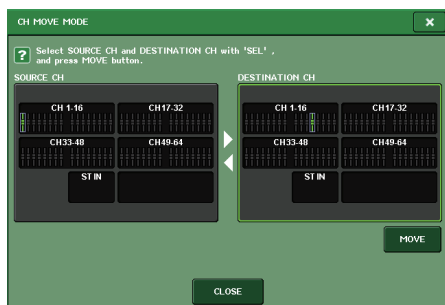 CH MOVE MODE
Select SOURCE CH and DESTINATION CH with 'SEL' ,
and press MOVE button.
SOURCE CH
DESTINATION CH
CH 1-16
CH17-32
CH33-48
CH49-64
ST IN
CH 1-16
CH17-32
CH33-48
CH49-64
ST IN
MOVE
CLOSE